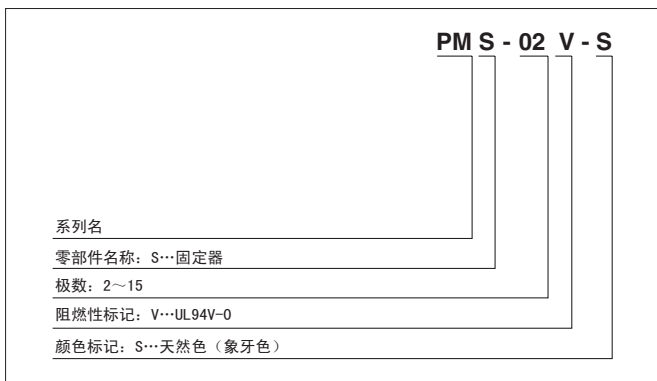 PM S - 02 V - S
系列名
零部件名称：S…固定器
极数：2～15
阻燃性标记：V…UL94V-0
颜色标记：S…天然色（象牙色）